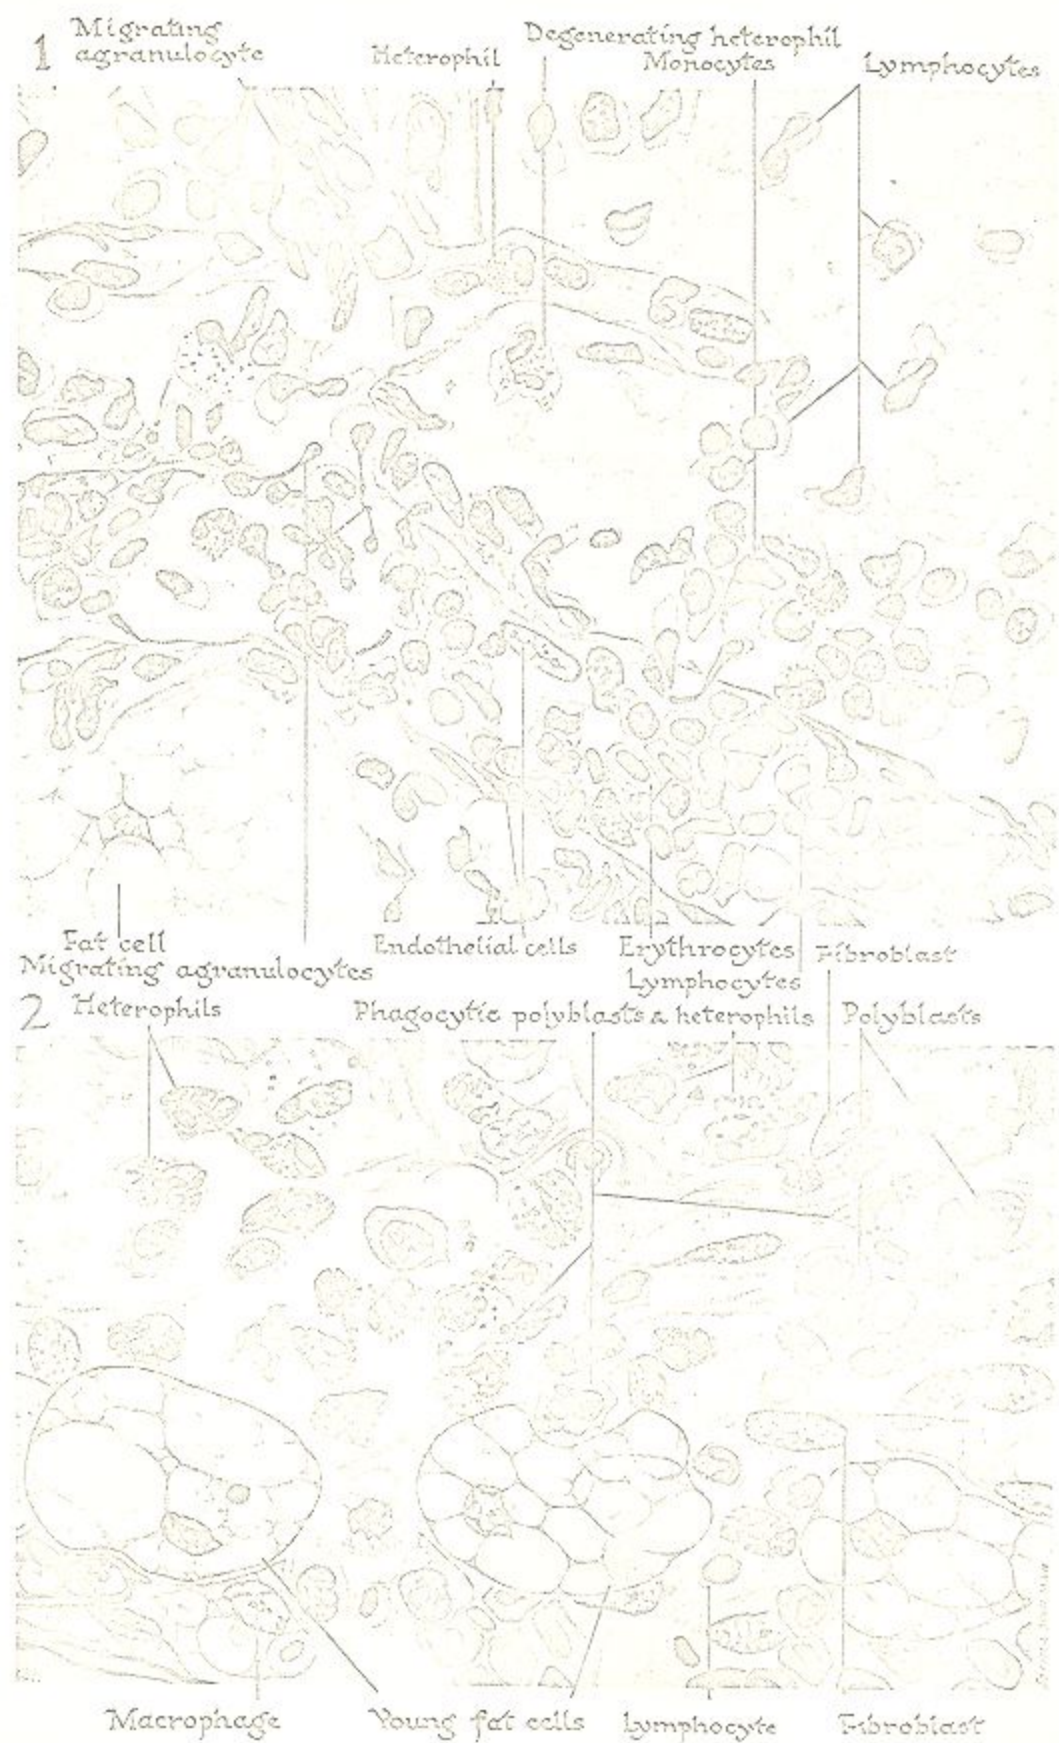 1 Migrating
agranulocyte
Heterophil
Degenerating heterophil
Monocytes
Lymphocytes
Fat cell
Migrating agranulocytes
Endothelial cells
Erythrocytes
Lymphocytes
Fibroblast
2 Heterophils
Phagocytic polyblasts & heterophils
Polyblasts
Macrophage
Young fat cells
Lymphocyte
Fibroblast